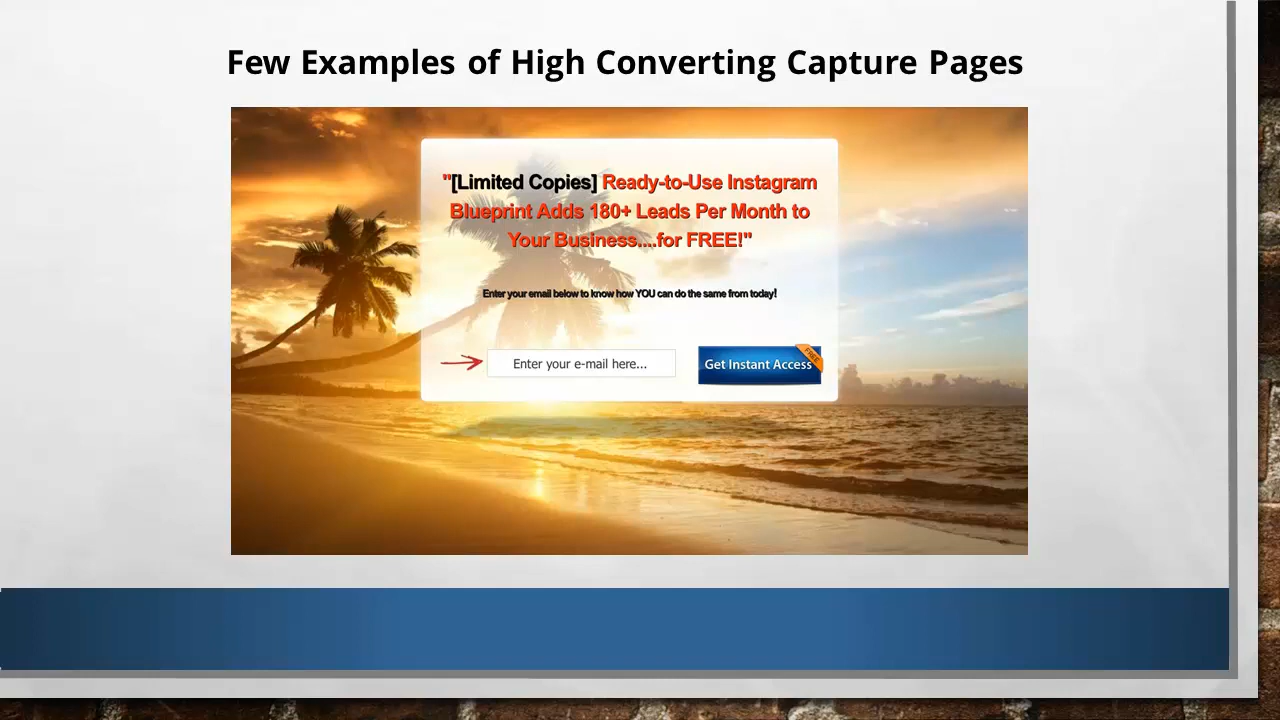 Few Examples of High Converting Capture Pages
"[Limited Copies] Ready-to-Use Instagram
Blueprint Adds 180+ Leads Per Month to
Your Business....for FREE!"
Enter your email below to know how YOU can do the same from today!
Enter your e-mail here...
Get Instant Access
FREE